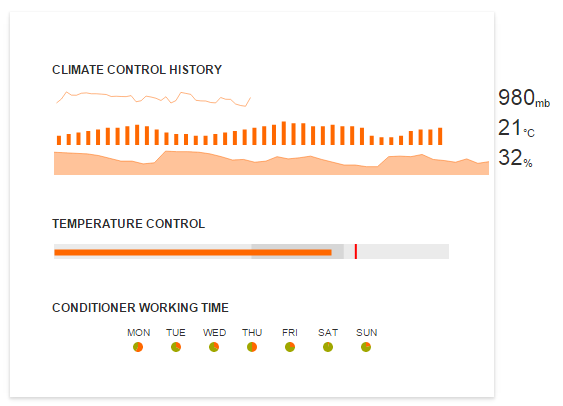 CLIMATE CONTROL HISTORY
980mb
21°C
32%
TEMPERATURE CONTROL
CONDITIONER WORKING TIME
MON TUE WED THU FRI SAT SUN